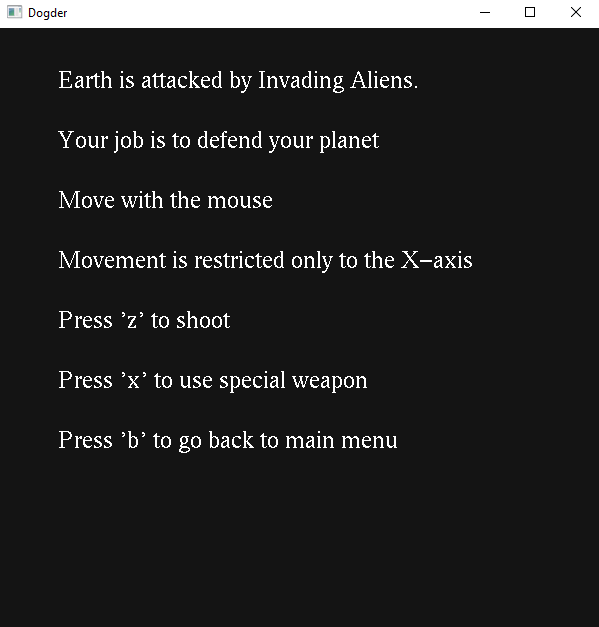 Dogder
Earth is attacked by Invading Aliens.
Your job is to defend your planet
Move with the mouse
Movement is restricted only to the X−axis
Press ’z’ to shoot
Press ’x’ to use special weapon
Press ’b’ to go back to main menu